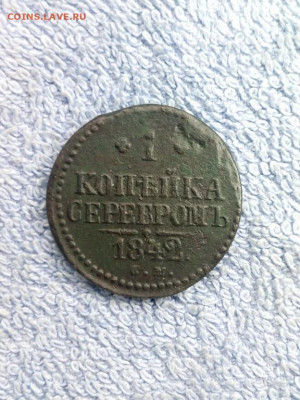 COINS.LAVE.RU
1
КОПѢЙКА
СЕРЕБРОМЪ
1842